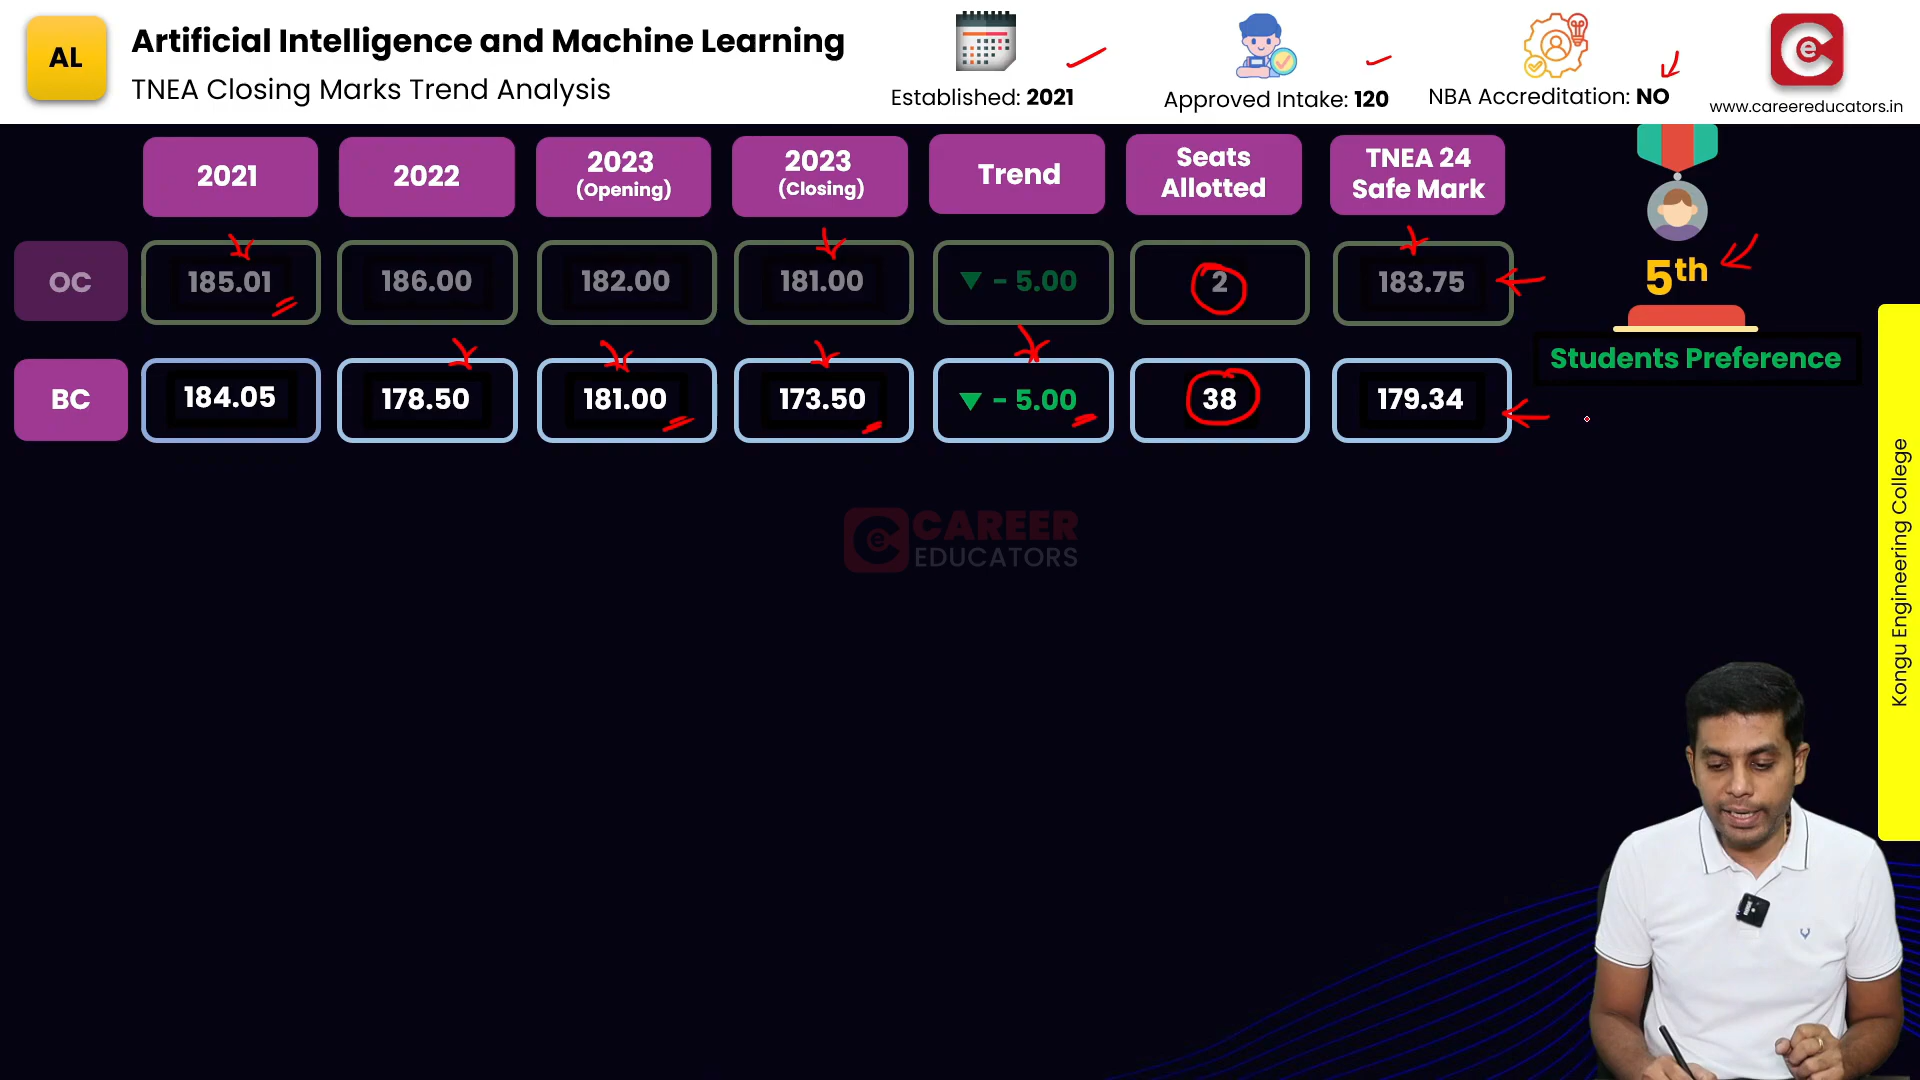 AL
Artificial Intelligence and Machine Learning
TNEA Closing Marks Trend Analysis
Established: 2021
Approved Intake: 120
NBA Accreditation: NO
e
www.careereducators.in
2021
2022
2023
(Opening)
2023
(Closing)
Trend
Seats
Allotted
TNEA 24
Safe Mark
OC
185.01
186.00
182.00
181.00
- 5.00
2
183.75
5th
Students Preference
BC
184.05
178.50
181.00
173.50
- 5.00
38
179.34
e CAREER
EDUCATORS
Kongu Engineering College